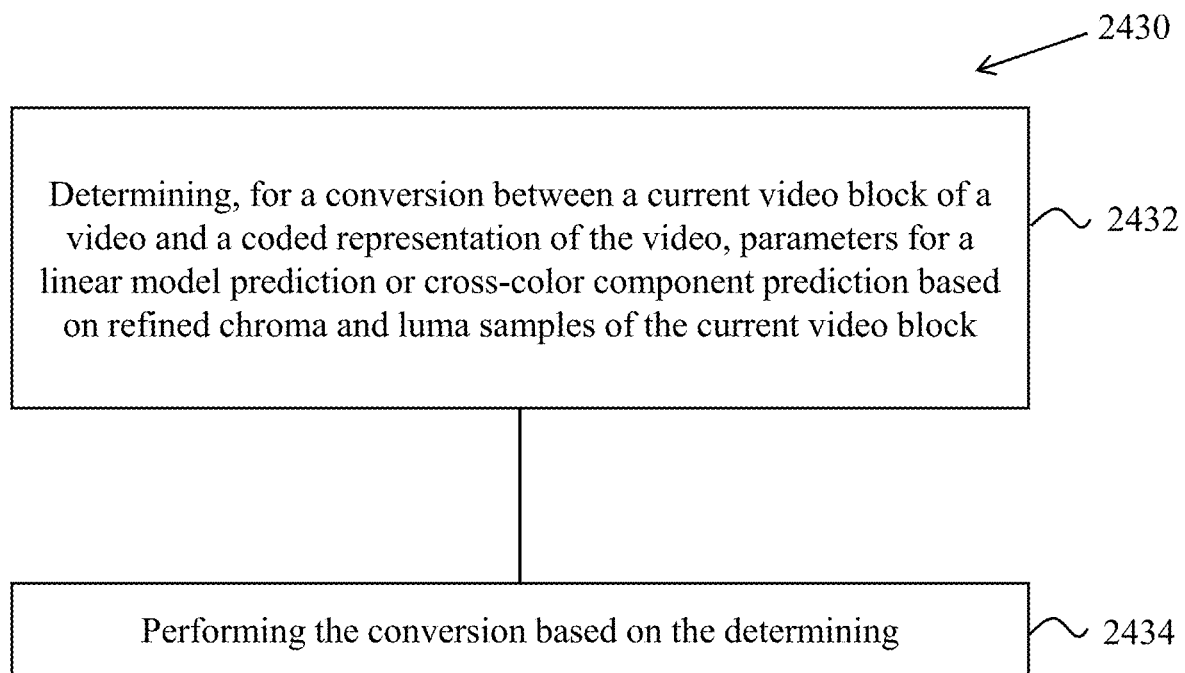 2430
Determining, for a conversion between a current video block of a
video and a coded representation of the video, parameters for a
linear model prediction or cross-color component prediction based
on refined chroma and luma samples of the current video block
2432
Performing the conversion based on the determining
2434